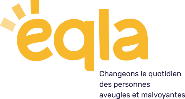 eqla
Changeons le quotidien
des personnes
aveugles et malvoyantes